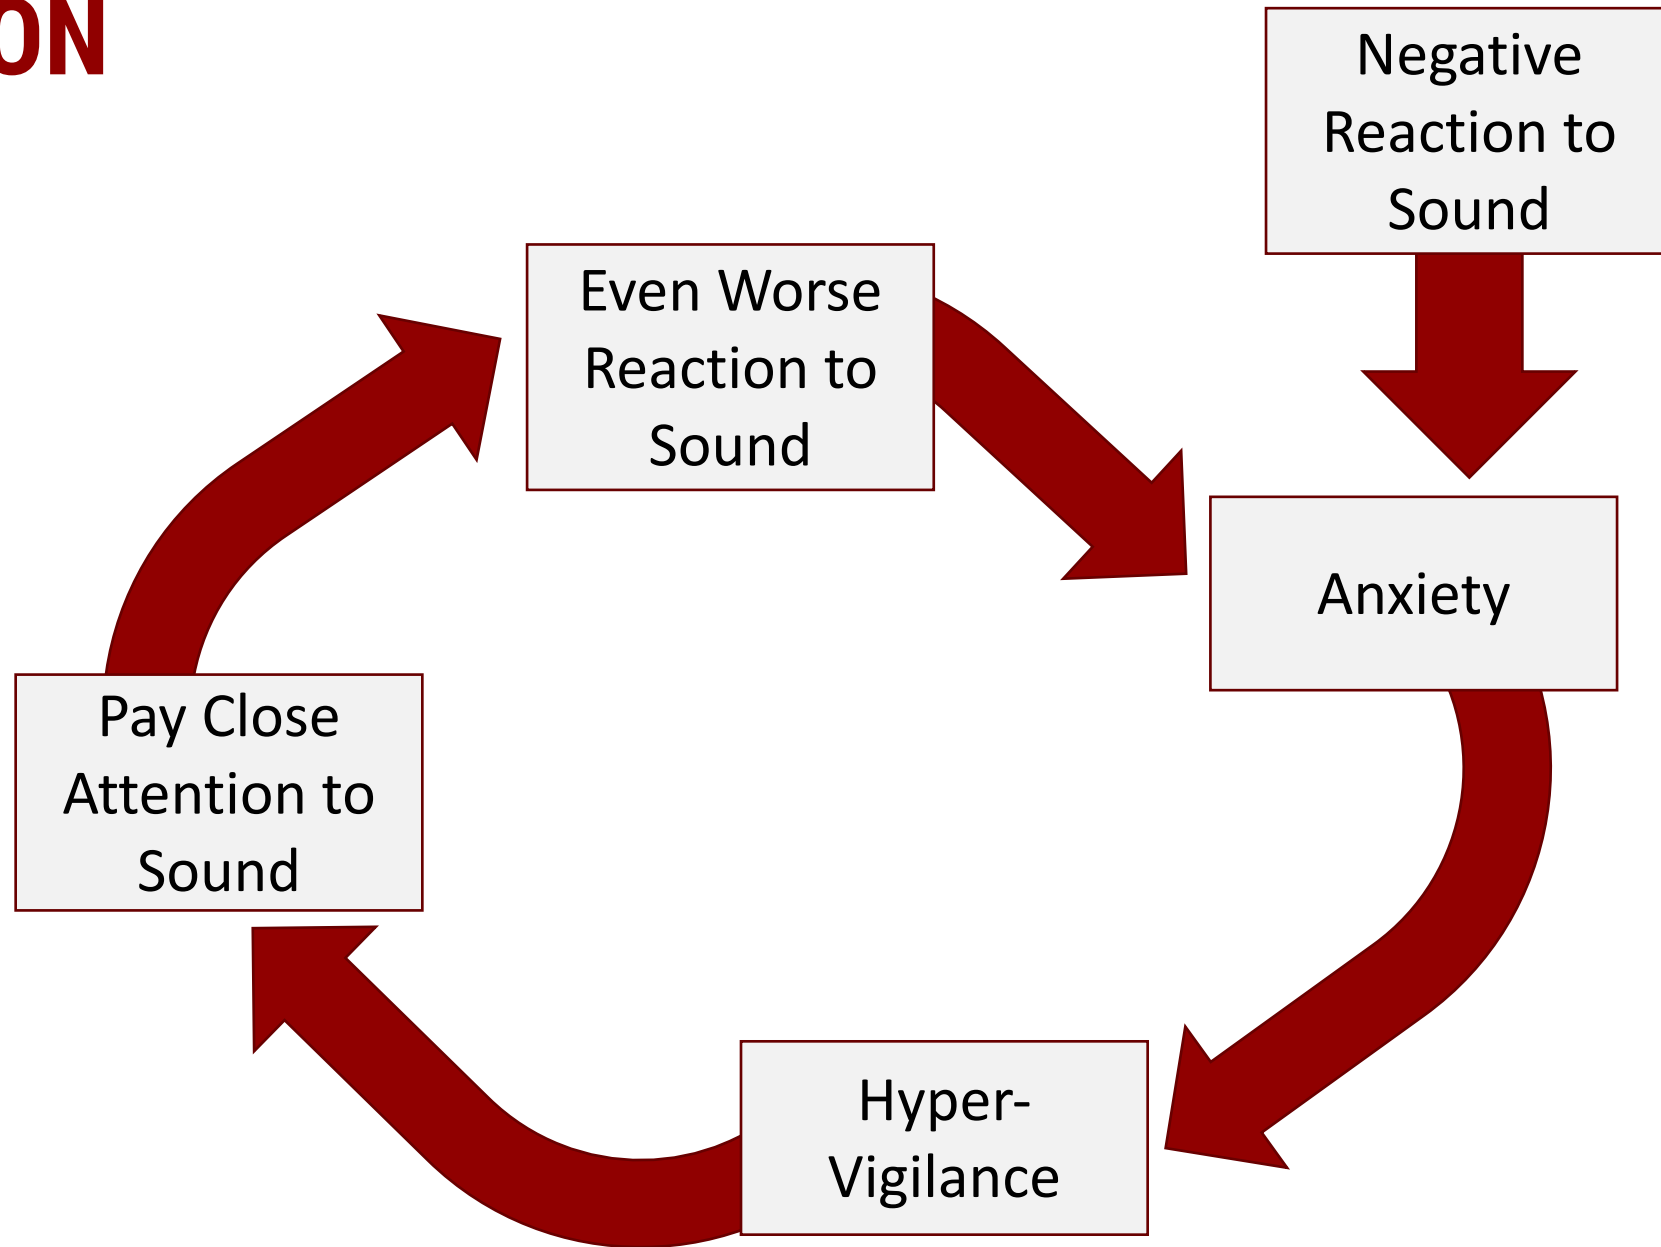 ON
Negative
Reaction to
Sound
Even Worse
Reaction to
Sound
Anxiety
Pay Close
Attention to
Sound
Hyper-
Vigilance